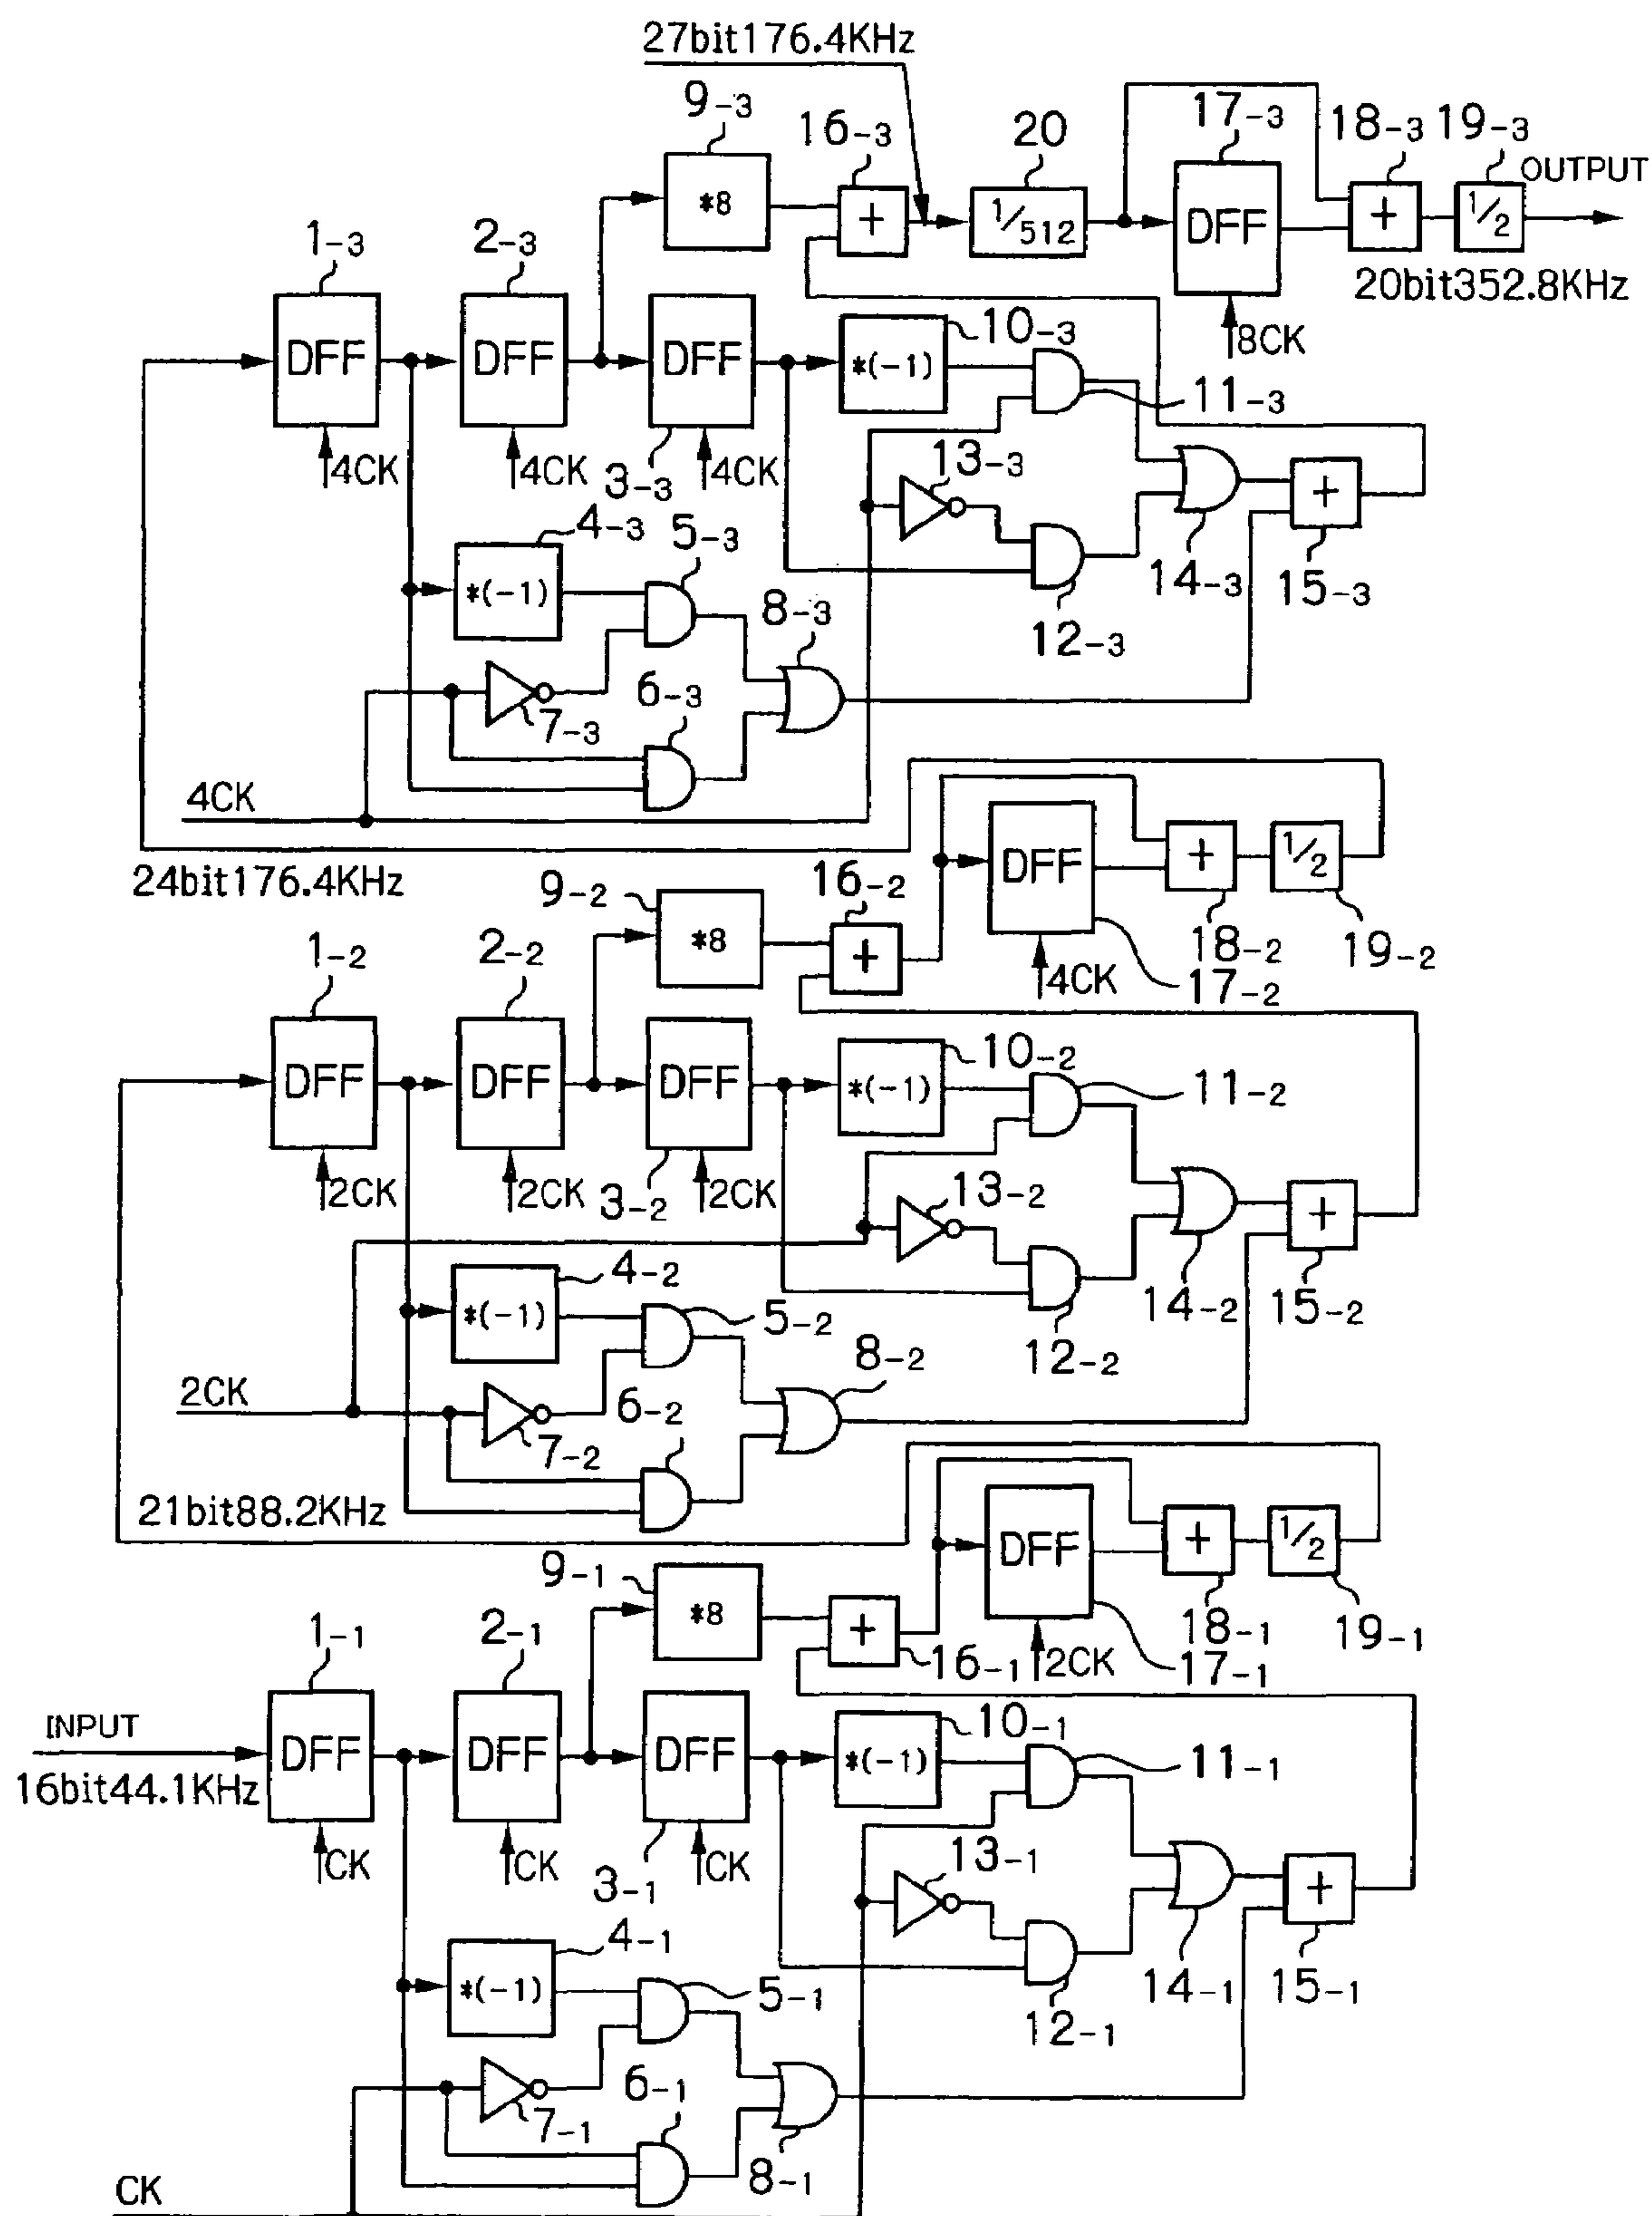 27bit176.4KHz
9-3
16-3
20
17-3
18-3
19-3
*8
+
1/512
DFF
+
1/2
OUTPUT
8CK
20bit352.8KHz
1-3
2-3
DFF
DFF
DFF
*(-1)
10-3
11-3
4CK
4CK
3-3
4CK
13-3
+
4-3
5-3
*(-1)
14-3
15-3
12-3
8-3
6-3
7-3
4CK
24bit176.4KHz
9-2
16-2
*8
+
DFF
+
1/2
4CK
17-2
18-2
19-2
1-2
2-2
DFF
DFF
DFF
*(-1)
10-2
11-2
2CK
2CK
3-2
2CK
13-2
+
4-2
*(-1)
5-2
14-2
15-2
12-2
8-2
2CK
6-2
7-2
21bit88.2KHz
9-1
*8
+
16-1
DFF
+
1/2
2CK
17-1
18-1
19-1
1-1
2-1
INPUT
16bit44.1KHz
DFF
DFF
DFF
*(-1)
10-1
11-1
CK
CK
3-1
CK
13-1
+
4-1
*(-1)
5-1
14-1
15-1
12-1
6-1
7-1
8-1
CK